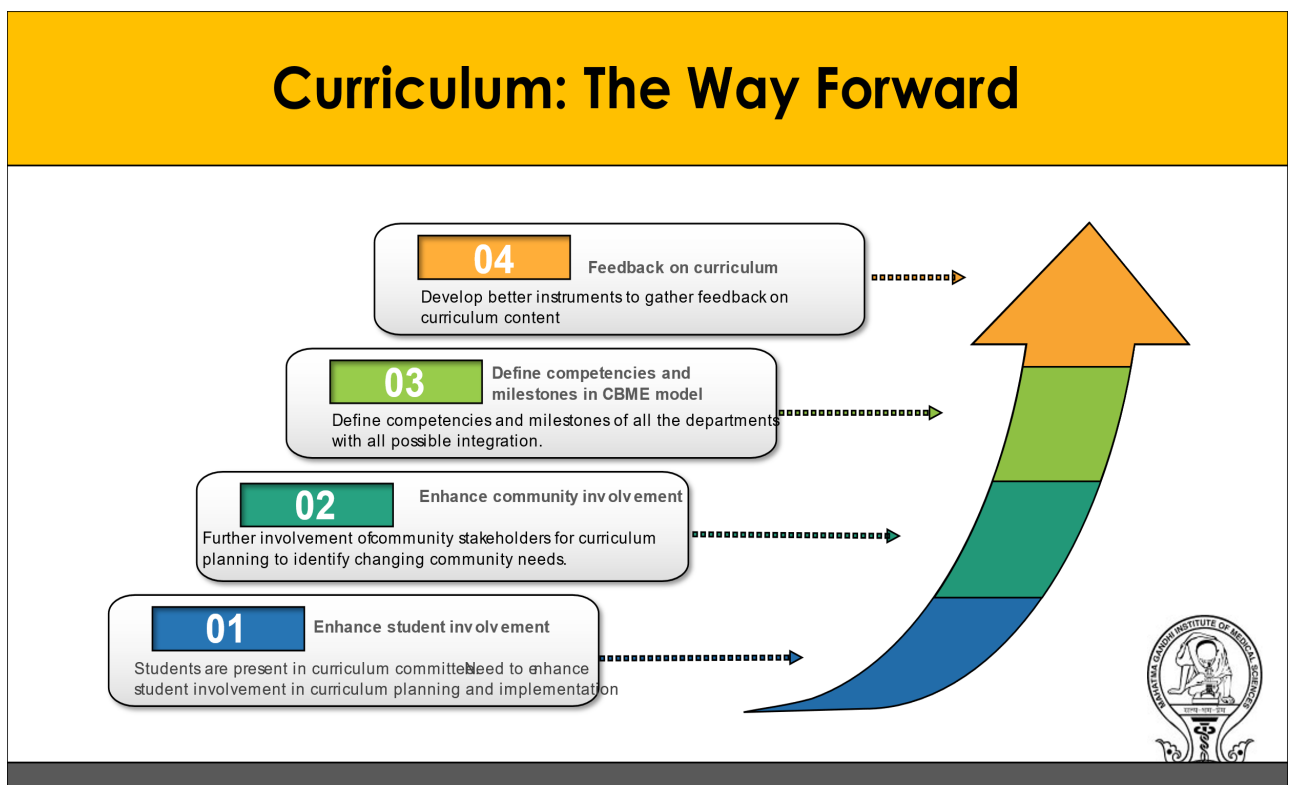 Curriculum: The Way Forward
04
Feedback on curriculum
Develop better instruments to gather feedback on
curriculum content
03
Define competencies and
milestones in CBME model
Define competencies and milestones of all the departments
with all possible integration.
02
Enhance community involvement
Further involvement of community stakeholders for curriculum
planning to identify changing community needs.
01
Enhance student involvement
Students are present in curriculum committee. Need to enhance
student involvement in curriculum planning and implementation
MAHATMA GANDHI INSTITUTE OF MEDICAL SCIENCES